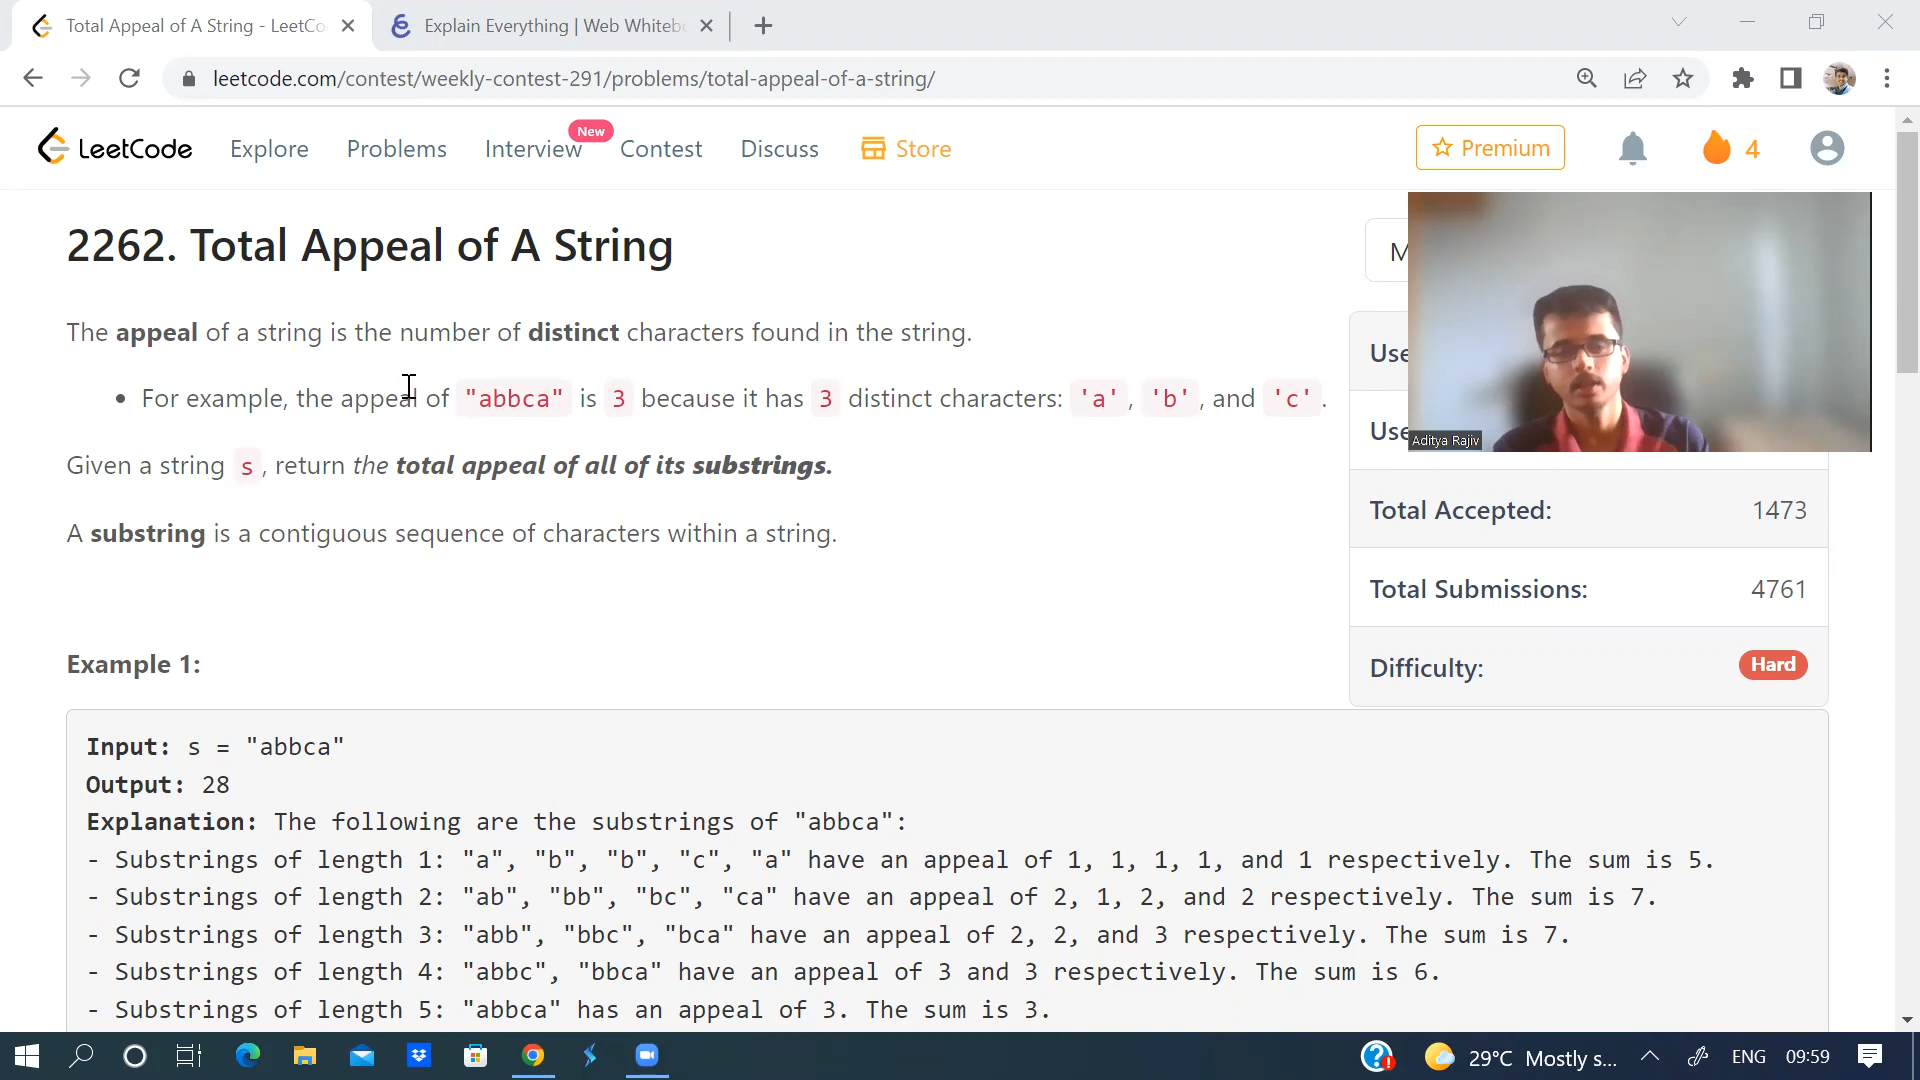 Total Appeal of A String - LeetCo
Explain Everything | Web Whitebo
leetcode.com/contest/weekly-contest-291/problems/total-appeal-of-a-string/
LeetCode Explore Problems Interview New Contest Discuss Store Premium 4
2262. Total Appeal of A String
The appeal of a string is the number of distinct characters found in the string.
• For example, the appeal of "abbca" is 3 because it has 3 distinct characters: 'a', 'b', and 'c'.
Given a string s, return the total appeal of all of its substrings.
A substring is a contiguous sequence of characters within a string.
M
Use
Use
Aditya Rajiv
Total Accepted: 1473
Total Submissions: 4761
Difficulty: Hard
Example 1:
Input: s = "abbca"
Output: 28
Explanation: The following are the substrings of "abbca":
- Substrings of length 1: "a", "b", "b", "c", "a" have an appeal of 1, 1, 1, 1, and 1 respectively. The sum is 5.
- Substrings of length 2: "ab", "bb", "bc", "ca" have an appeal of 2, 1, 2, and 2 respectively. The sum is 7.
- Substrings of length 3: "abb", "bbc", "bca" have an appeal of 2, 2, and 3 respectively. The sum is 7.
- Substrings of length 4: "abbc", "bbca" have an appeal of 3 and 3 respectively. The sum is 6.
- Substrings of length 5: "abbca" has an appeal of 3. The sum is 3.
29°C Mostly s... ENG 09:59